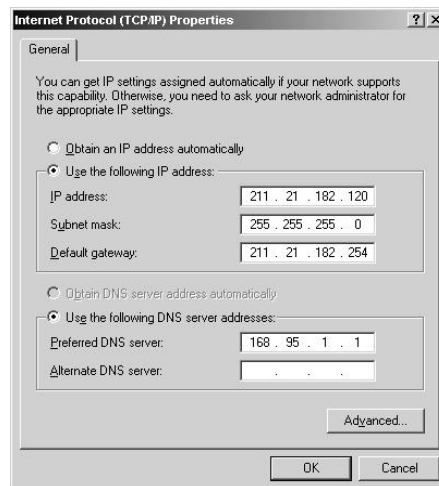 Internet Protocol (TCP/IP) Properties
General
You can get IP settings assigned automatically if your network supports
this capability. Otherwise, you need to ask your network administrator for
the appropriate IP settings.
Obtain an IP address automatically
Use the following IP address:
IP address: 211 . 21 . 182 . 120
Subnet mask: 255 . 255 . 255 . 0
Default gateway: 211 . 21 . 182 . 254
Obtain DNS server address automatically
Use the following DNS server addresses:
Preferred DNS server: 168 . 95 . 1 . 1
Alternate DNS server: . . .
Advanced...
OK Cancel